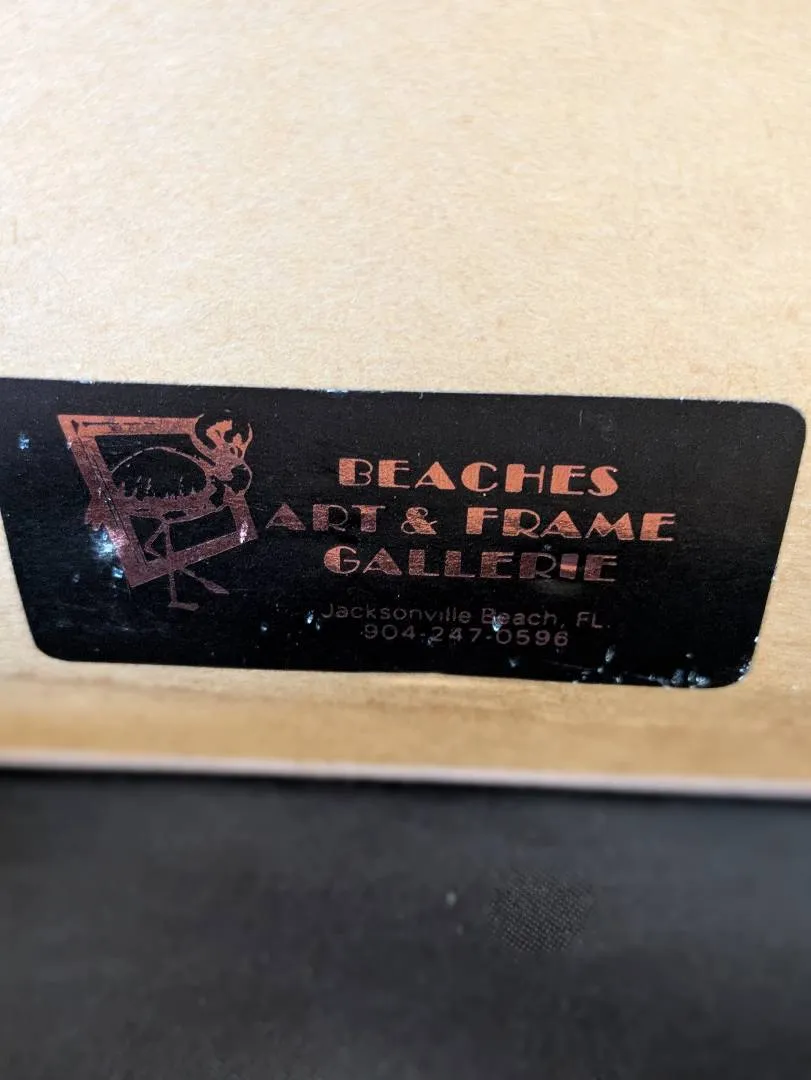 BEACHES
ART & FRAME
GALLERIE
Jacksonville Beach, FL.
904-247-0596